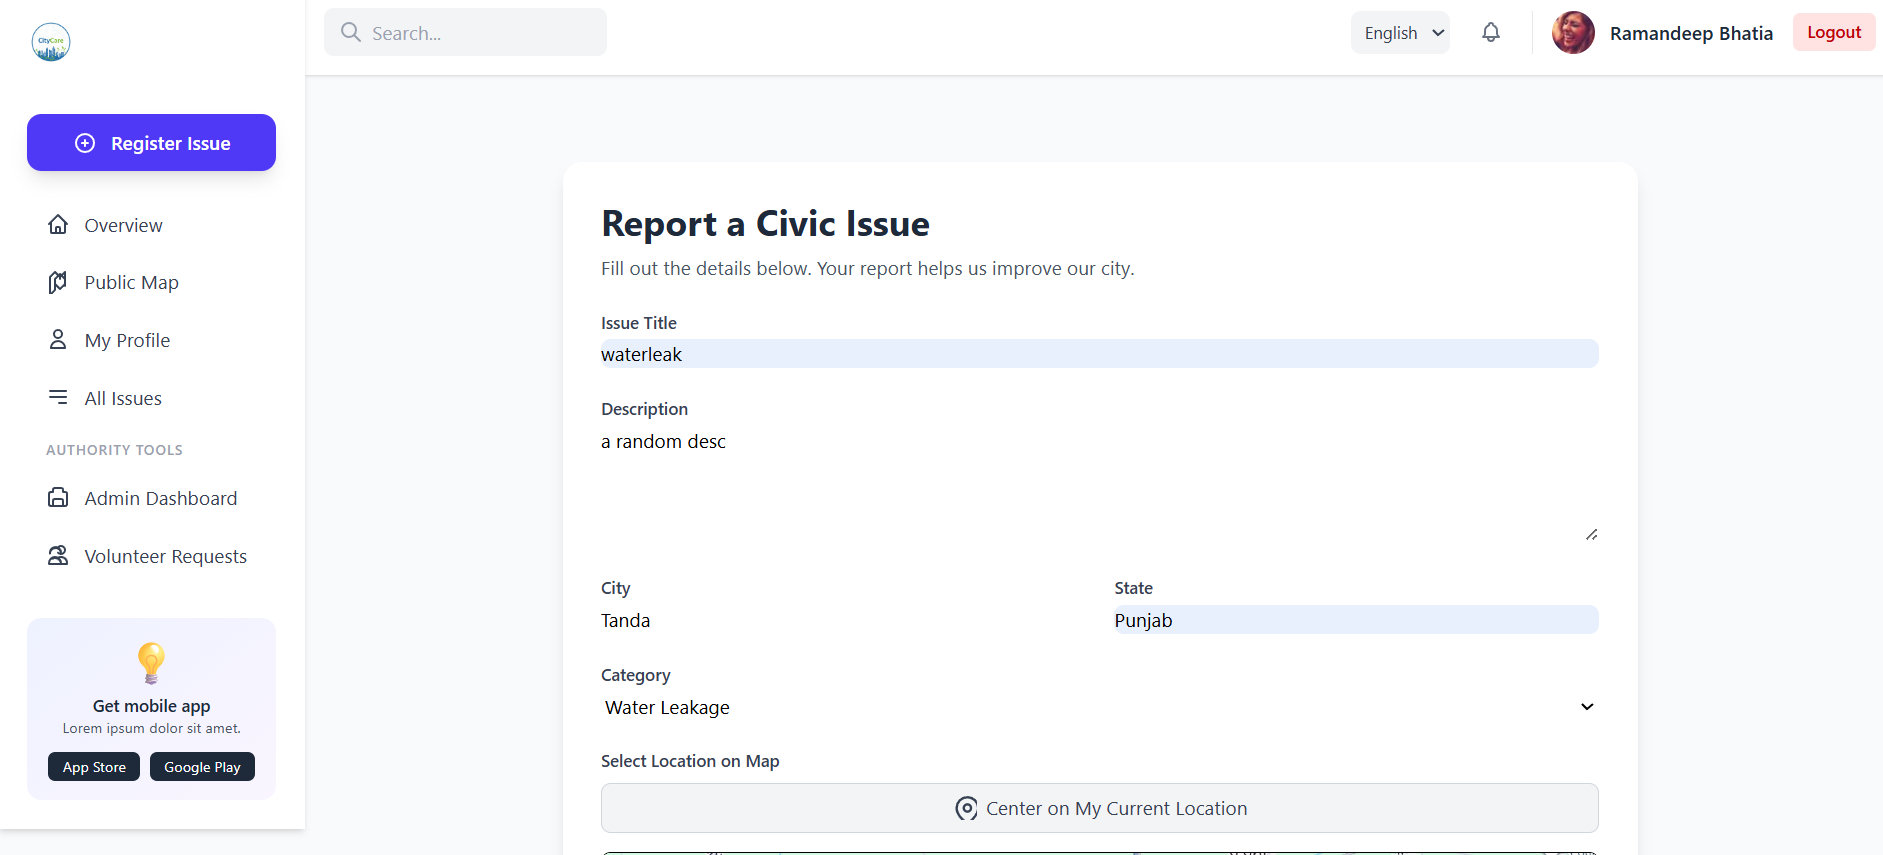 CityCare
Search...
English
Ramandeep Bhatia
Logout
Register Issue
Overview
Public Map
My Profile
All Issues
AUTHORITY TOOLS
Admin Dashboard
Volunteer Requests
Get mobile app
Lorem ipsum dolor sit amet.
App Store
Google Play
Report a Civic Issue
Fill out the details below. Your report helps us improve our city.
Issue Title
waterleak
Description
a random desc
City
State
Tanda
Punjab
Category
Water Leakage
Select Location on Map
Center on My Current Location